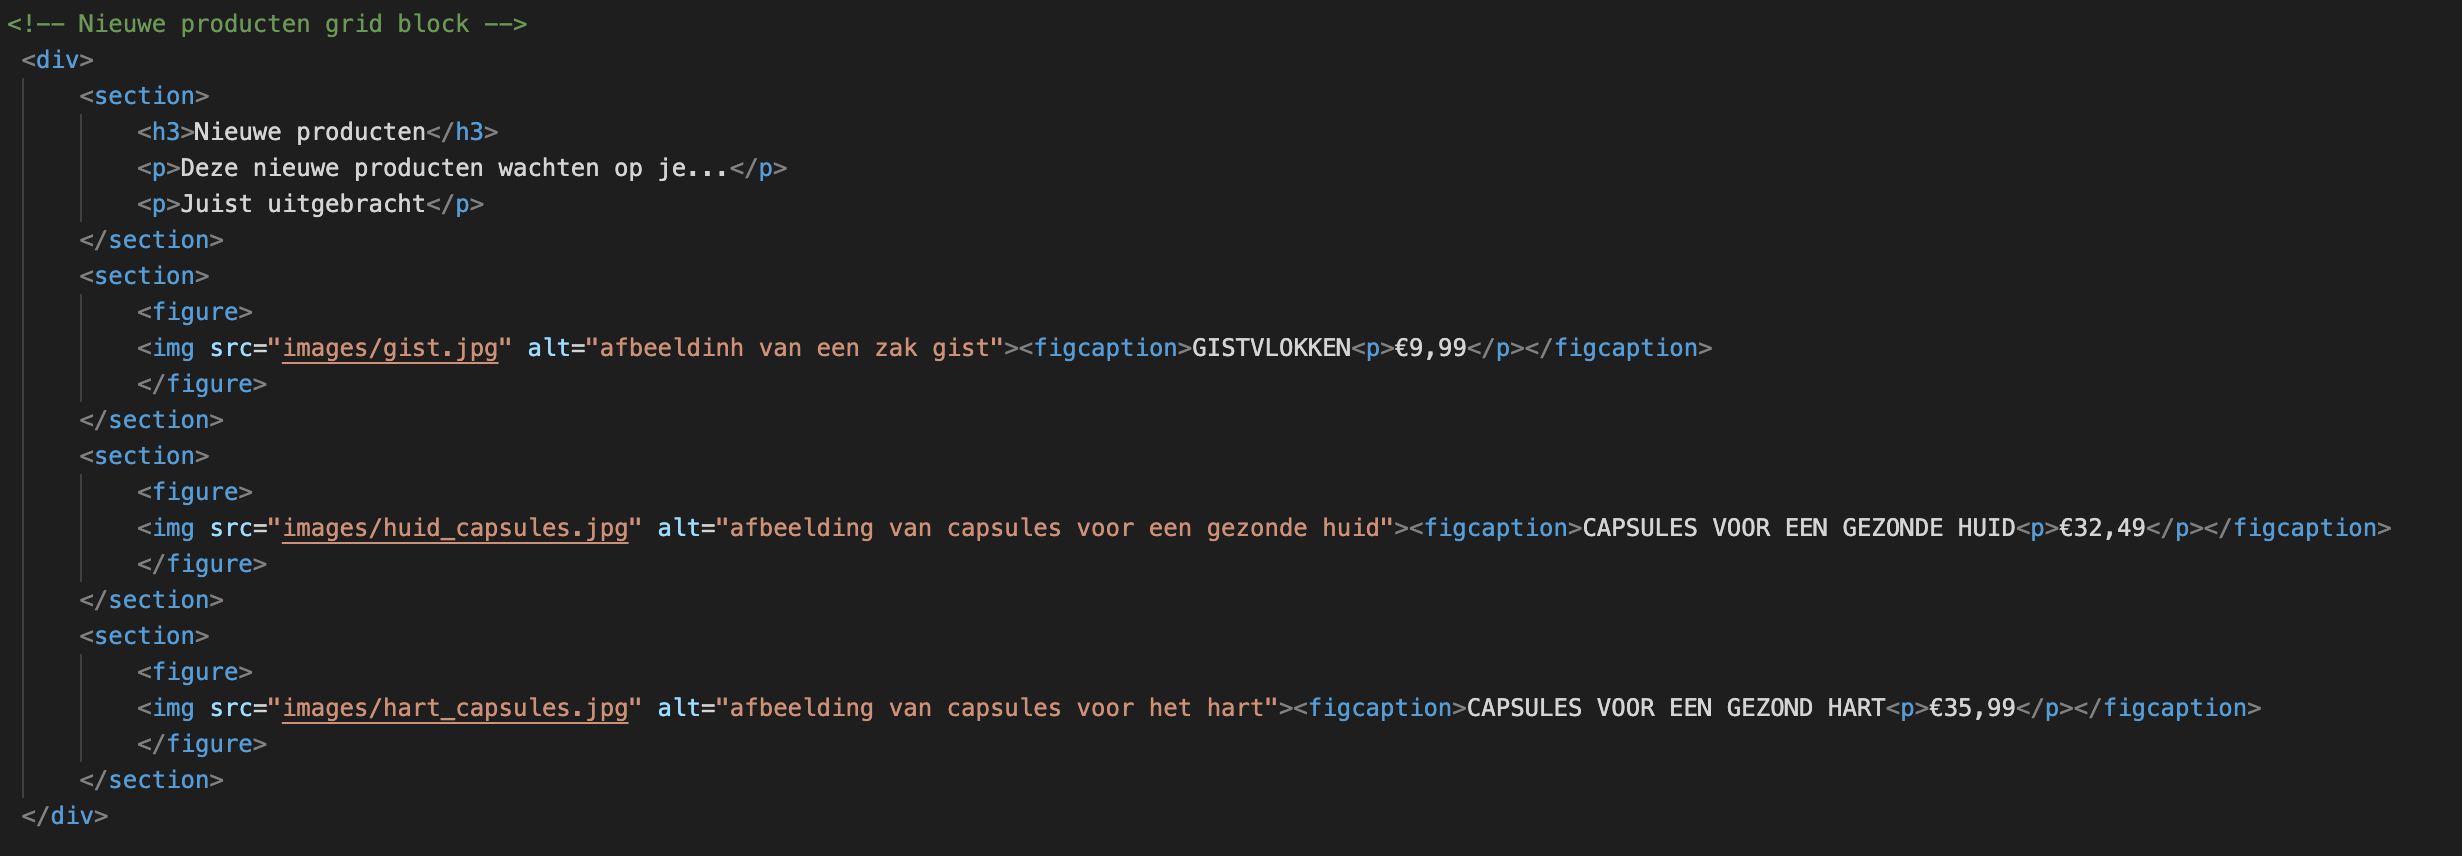 <!-- Nieuwe producten grid block -->
<div>
<section>
<h3>Nieuwe producten</h3>
<p>Deze nieuwe producten wachten op je...</p>
<p>Juist uitgebracht</p>
</section>
<section>
<figure>
<img src="images/gist.jpg" alt="afbeeldinh van een zak gist"><figcaption>GISTVLOKKEN<p>€9,99</p></figcaption>
</figure>
</section>
<section>
<figure>
<img src="images/huid_capsules.jpg" alt="afbeelding van capsules voor een gezonde huid"><figcaption>CAPSULES VOOR EEN GEZONDE HUID<p>€32,49</p></figcaption>
</figure>
</section>
<section>
<figure>
<img src="images/hart_capsules.jpg" alt="afbeelding van capsules voor het hart"><figcaption>CAPSULES VOOR EEN GEZOND HART<p>€35,99</p></figcaption>
</figure>
</section>
</div>